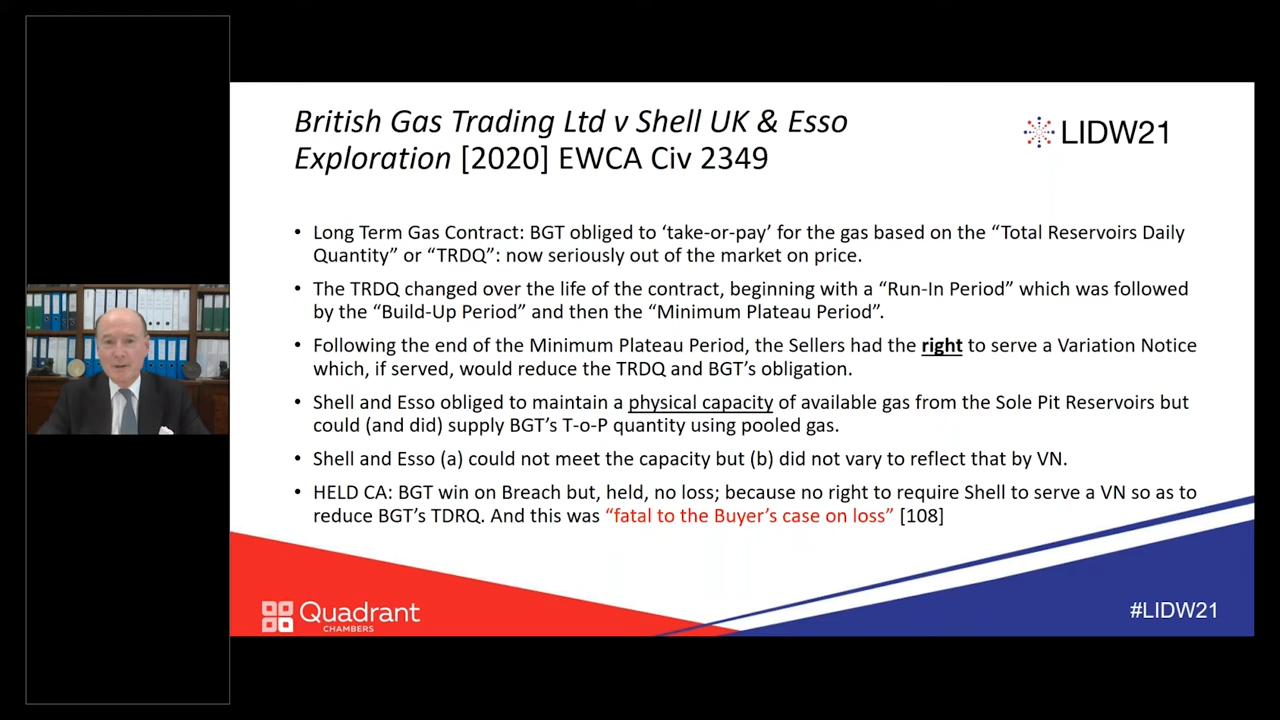 British Gas Trading Ltd v Shell UK & Esso
Exploration [2020] EWCA Civ 2349
LIDW21
• Long Term Gas Contract: BGT obliged to ‘take-or-pay’ for the gas based on the “Total Reservoirs Daily
Quantity” or “TRDQ”: now seriously out of the market on price.
• The TRDQ changed over the life of the contract, beginning with a “Run-In Period” which was followed
by the “Build-Up Period” and then the “Minimum Plateau Period”.
• Following the end of the Minimum Plateau Period, the Sellers had the right to serve a Variation Notice
which, if served, would reduce the TRDQ and BGT’s obligation.
• Shell and Esso obliged to maintain a physical capacity of available gas from the Sole Pit Reservoirs but
could (and did) supply BGT’s T-o-P quantity using pooled gas.
• Shell and Esso (a) could not meet the capacity but (b) did not vary to reflect that by VN.
• HELD CA: BGT win on Breach but, held, no loss; because no right to require Shell to serve a VN so as to
reduce BGT’s TDRQ. And this was “fatal to the Buyer’s case on loss” [108]
Quadrant
CHAMBERS
#LIDW21